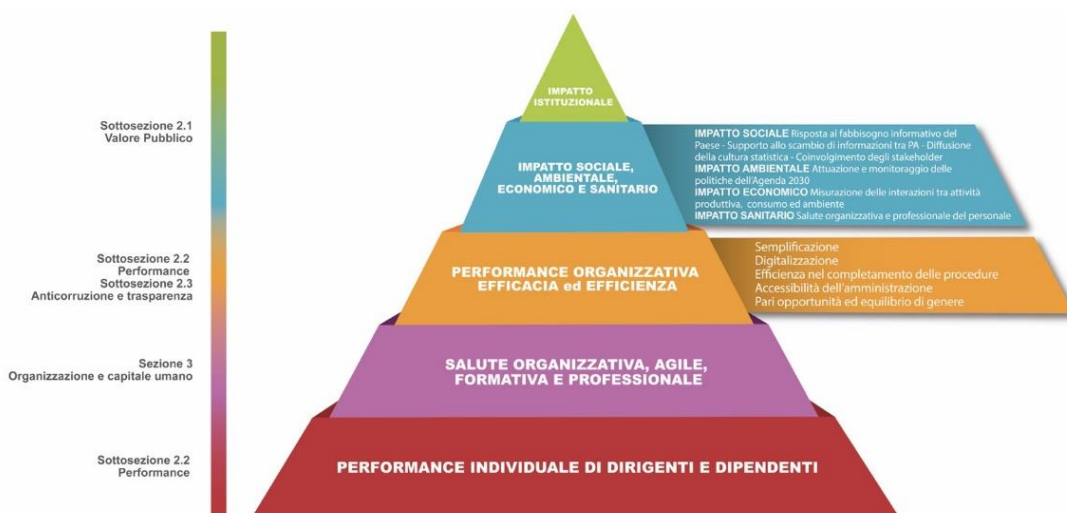 Sottosezione 2.1
Valore Pubblico
Sottosezione 2.2
Performance
Sottosezione 2.3
Anticorruzione e trasparenza
Sezione 3
Organizzazione e capitale umano
Sottosezione 2.2
Performance
IMPATTO
ISTITUZIONALE
IMPATTO SOCIALE,
AMBIENTALE,
ECONOMICO E SANITARIO
IMPATTO SOCIALE Risposta al fabbisogno informativo del
Paese - Supporto allo scambio di informazioni tra PA - Diffusione
della cultura statistica - Coinvolgimento degli stakeholder
IMPATTO AMBIENTALE Attuazione e monitoraggio delle
politiche dell'Agenda 2030
IMPATTO ECONOMICO Misurazione delle interazioni tra attività
produttiva, consumo ed ambiente
IMPATTO SANITARIO Salute organizzativa e professionale del personale
PERFORMANCE ORGANIZZATIVA
EFFICACIA ed EFFICIENZA
Semplificazione
Digitalizzazione
Efficienza nel completamento delle procedure
Accessibilità dell'amministrazione
Pari opportunità ed equilibrio di genere
SALUTE ORGANIZZATIVA, AGILE,
FORMATIVA E PROFESSIONALE
PERFORMANCE INDIVIDUALE DI DIRIGENTI E DIPENDENTI